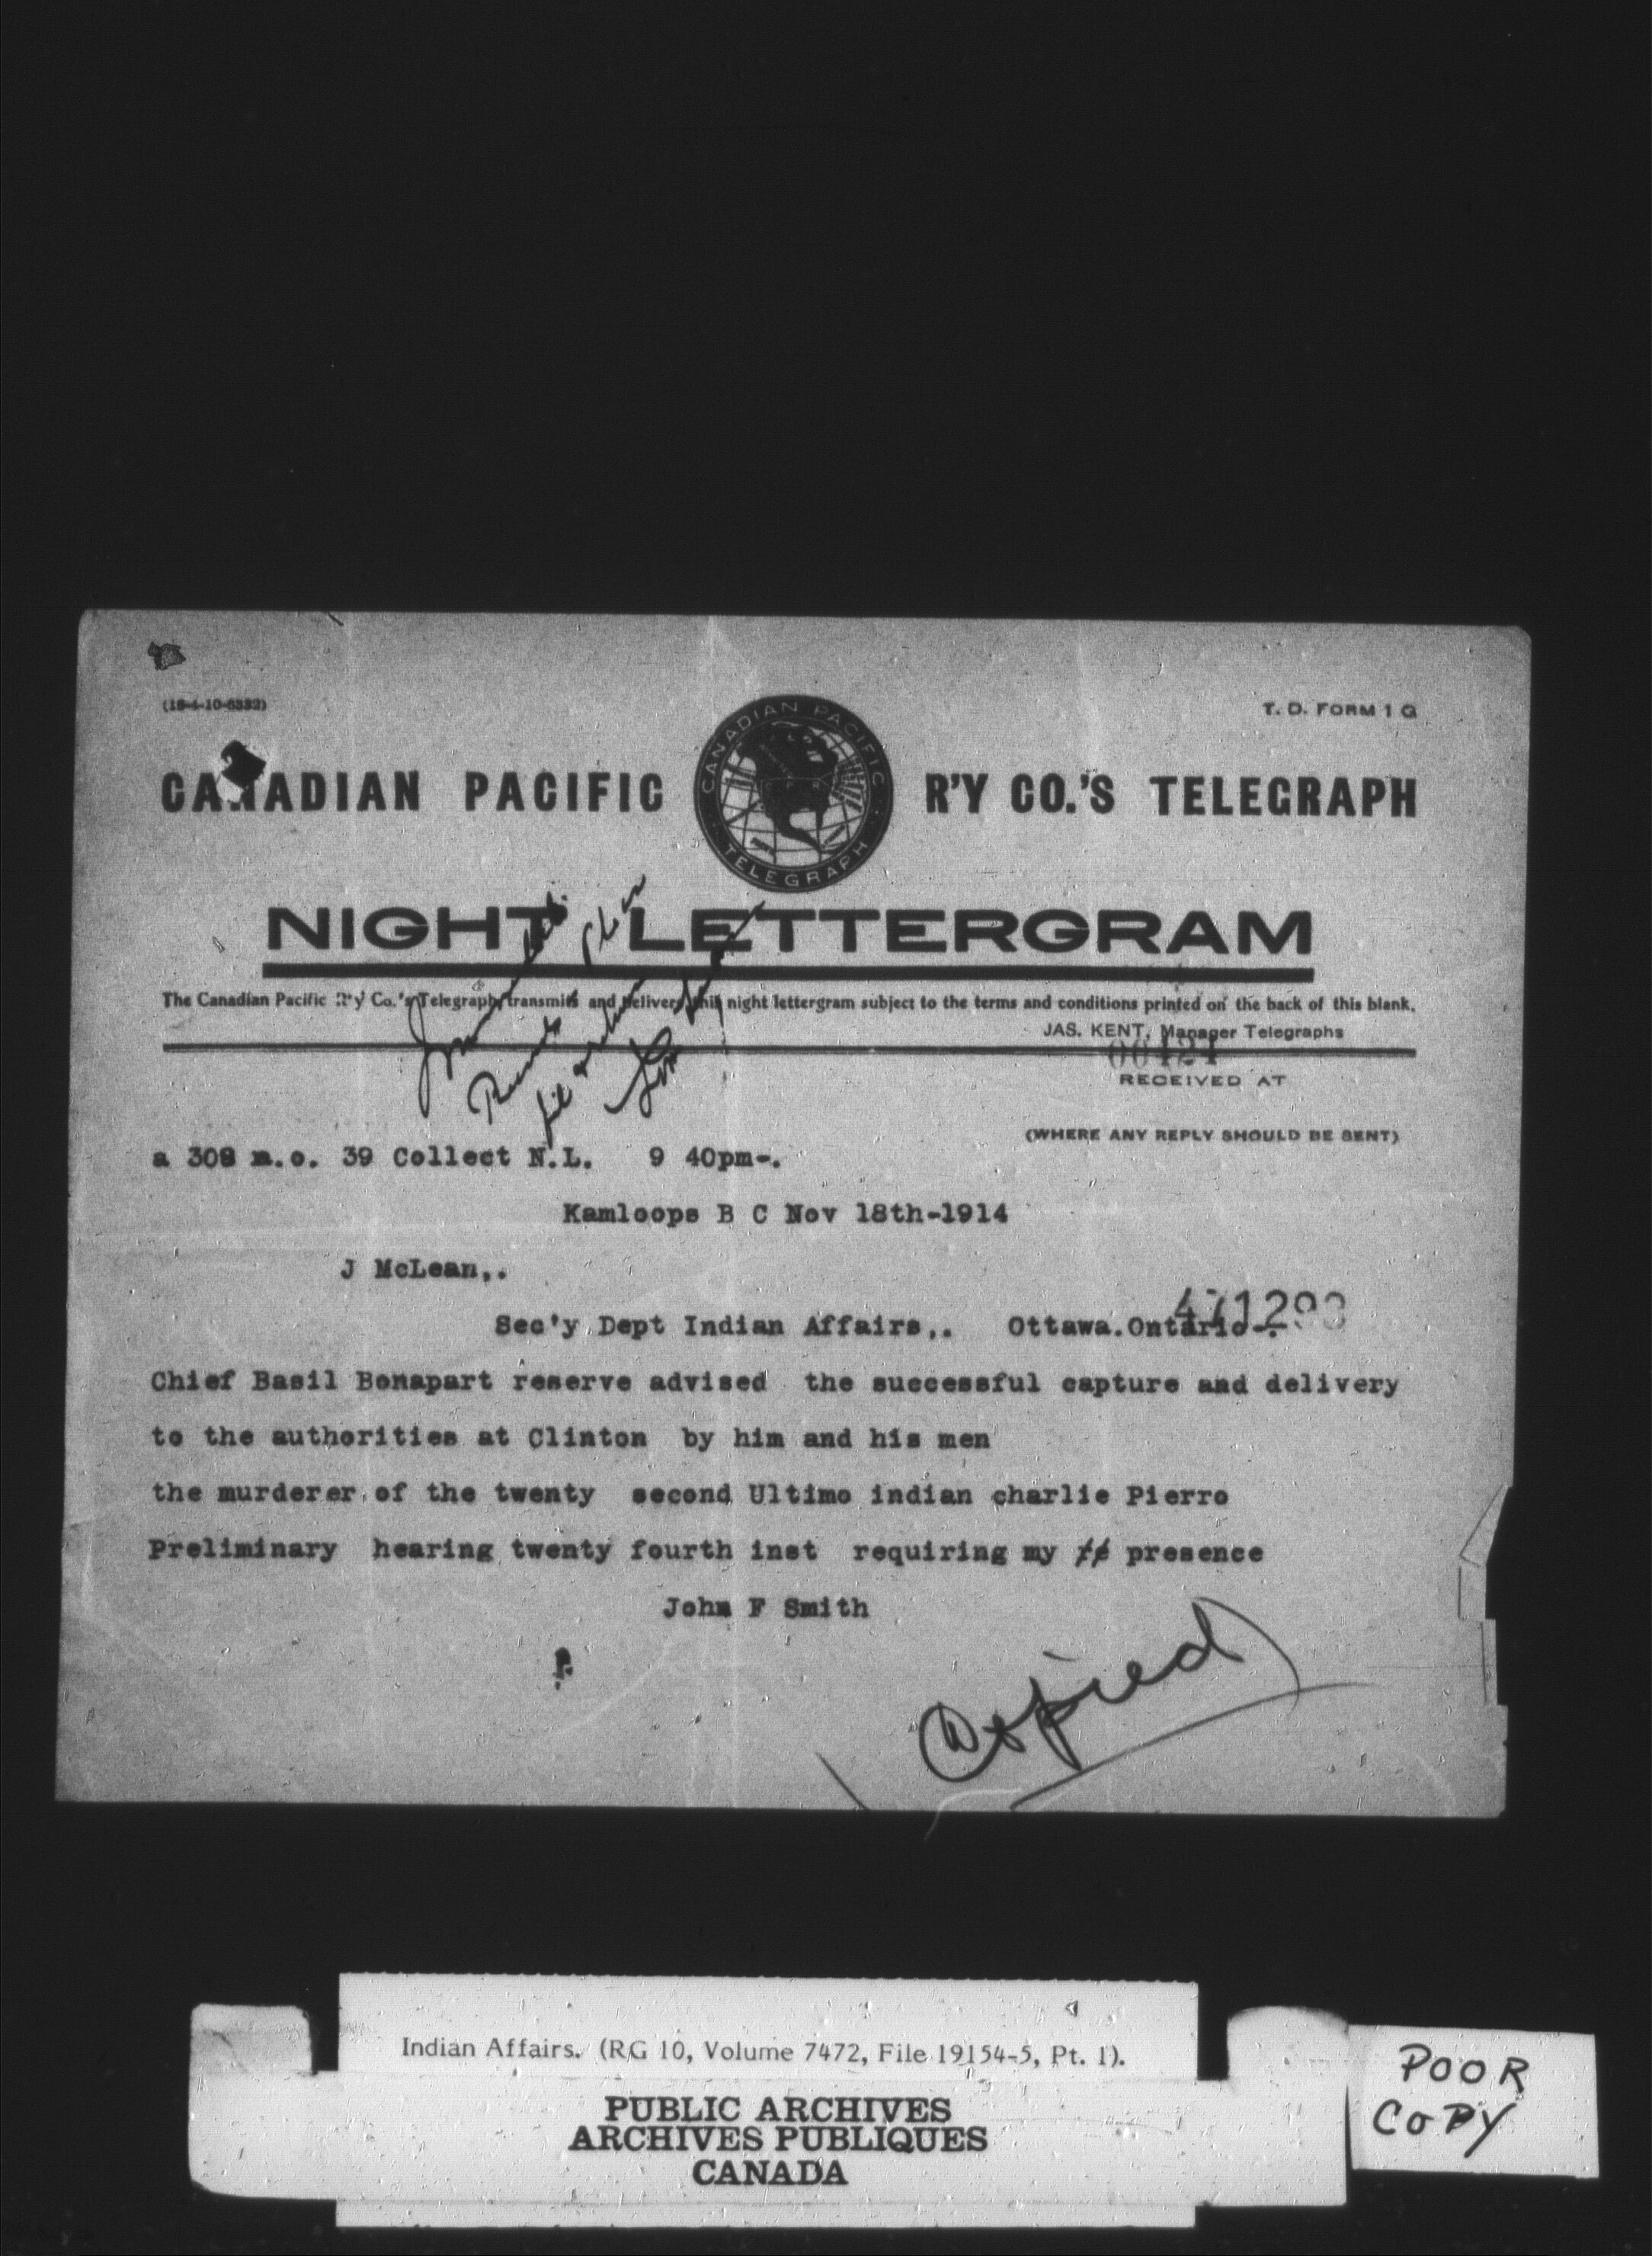 (18-4-10-6332)
T. D. FORM 1 G
CANADIAN PACIFIC R'Y CO.'S TELEGRAPH
CANADIAN PACIFIC
TELEGRAPH
NIGHT LETTERGRAM
The Canadian Pacific R'y Co.'s Telegraph transmits and delivers this night lettergram subject to the terms and conditions printed on the back of this blank.
JAS. KENT, Manager Telegraphs
RECEIVED AT
(WHERE ANY REPLY SHOULD BE SENT)
file
a 308 m.o. 39 Collect N.L. 9 40pm-.
Kamloops B C Nov 18th-1914
J McLean,.
Sec'y Dept Indian Affairs,. Ottawa.Ontario-.
Chief Basil Bonapart reserve advised the successful capture and delivery
to the authorities at Clinton by him and his men
the murderer of the twenty second Ultimo indian charlie Pierro
Preliminary hearing twenty fourth inst requiring my presence
John F Smith
Copied
Indian Affairs. (RG 10, Volume 7472, File 19154-5, Pt. 1).
PUBLIC ARCHIVES
ARCHIVES PUBLIQUES
CANADA
POOR
COPY